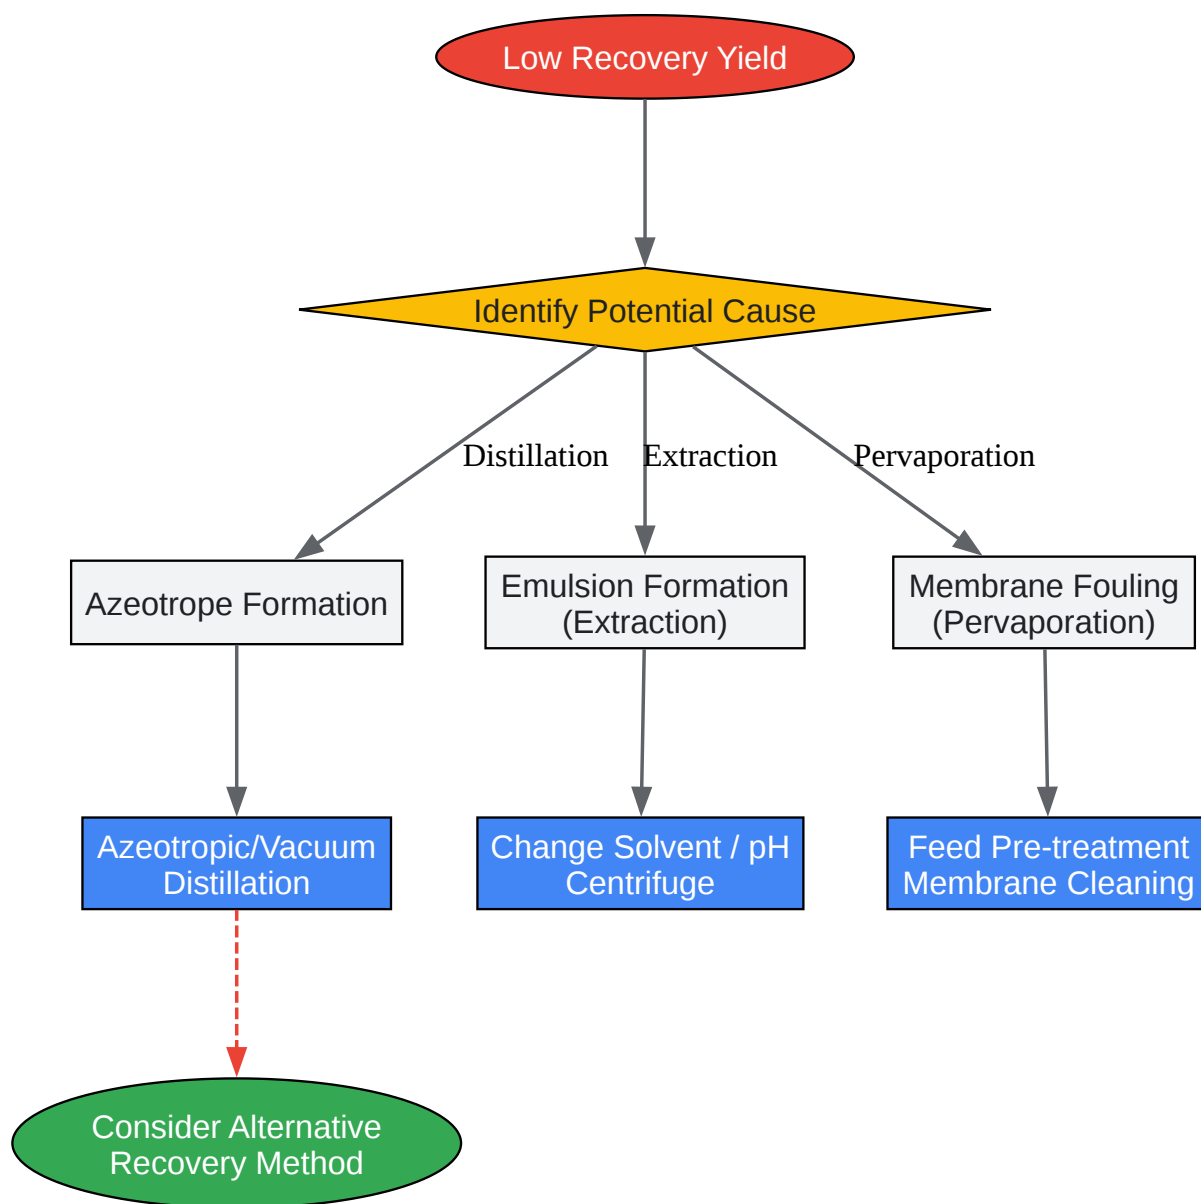 Low Recovery Yield
Identify Potential Cause
Distillation
Extraction
Pervaporation
Azeotrope Formation
Emulsion Formation
(Extraction)
Membrane Fouling
(Pervaporation)
Azeotropic/Vacuum
Distillation
Change Solvent / pH
Centrifuge
Feed Pre-treatment
Membrane Cleaning
Consider Alternative
Recovery Method